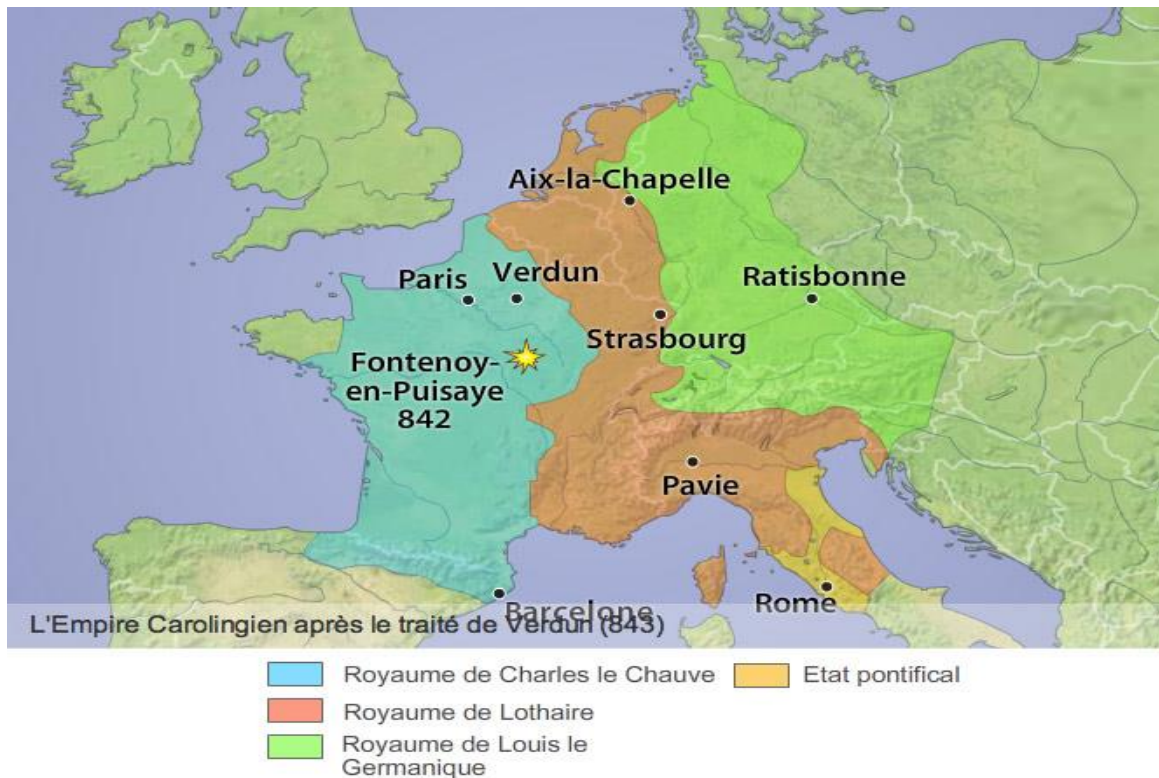 Aix-la-Chapelle
Paris
Verdun
Ratisbonne
Strasbourg
Fontenoy-
en-Puisaye
842
Pavie
Rome
Barcelone
L'Empire Carolingien après le traité de Verdun (843)
Royaume de Charles le Chauve
Etat pontifical
Royaume de Lothaire
Royaume de Louis le
Germanique